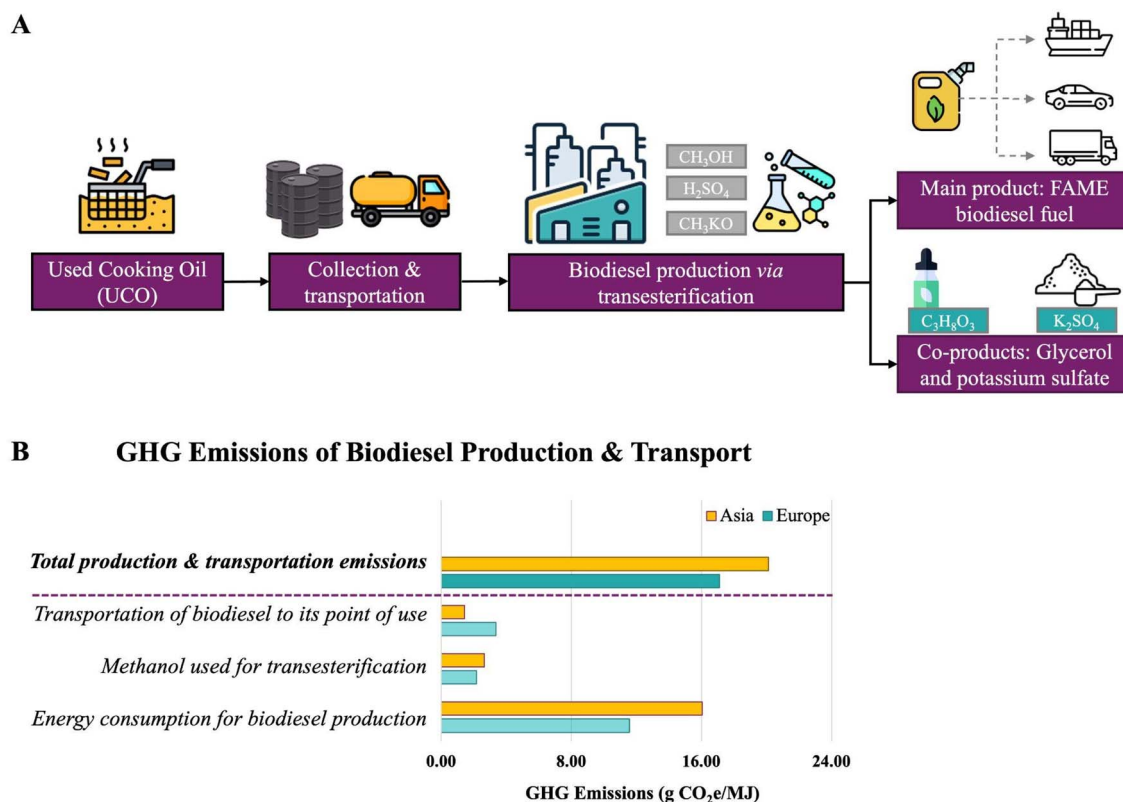 A
CH₃OH
H₂SO₄
CH₃KO
Used Cooking Oil
(UCO)
Collection &
transportation
Biodiesel production via
transesterification
Main product: FAME
biodiesel fuel
C₃H₈O₃
K₂SO₄
Co-products: Glycerol
and potassium sulfate
B
GHG Emissions of Biodiesel Production & Transport
Asia
Europe
Total production & transportation emissions
Transportation of biodiesel to its point of use
Methanol used for transesterification
Energy consumption for biodiesel production
0.00
8.00
16.00
24.00
GHG Emissions (g CO₂e/MJ)